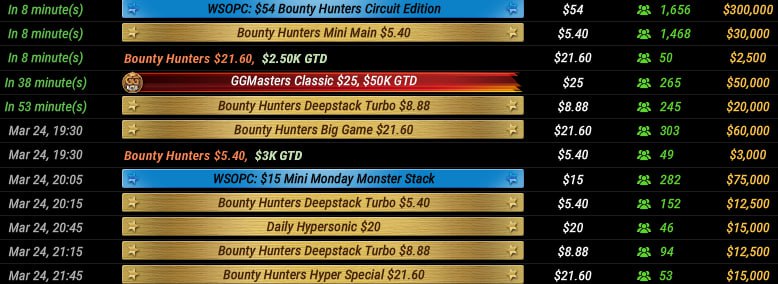 In 8 minute(s) WSOPC: $54 Bounty Hunters Circuit Edition $54 1,656 $300,000
In 8 minute(s) Bounty Hunters Mini Main $5.40 $5.40 1,468 $30,000
In 8 minute(s) Bounty Hunters $21.60, $2.50K GTD $21.60 50 $2,500
In 38 minute(s) GG GGMasters Classic $25, $50K GTD $25 265 $50,000
In 53 minute(s) Bounty Hunters Deepstack Turbo $8.88 $8.88 245 $20,000
Mar 24, 19:30 Bounty Hunters Big Game $21.60 $21.60 303 $60,000
Mar 24, 19:30 Bounty Hunters $5.40, $3K GTD $5.40 49 $3,000
Mar 24, 20:05 WSOPC: $15 Mini Monday Monster Stack $15 282 $75,000
Mar 24, 20:15 Bounty Hunters Deepstack Turbo $5.40 $5.40 152 $12,500
Mar 24, 20:45 Daily Hypersonic $20 $20 46 $15,000
Mar 24, 21:15 Bounty Hunters Deepstack Turbo $8.88 $8.88 94 $12,500
Mar 24, 21:45 Bounty Hunters Hyper Special $21.60 $21.60 53 $15,000